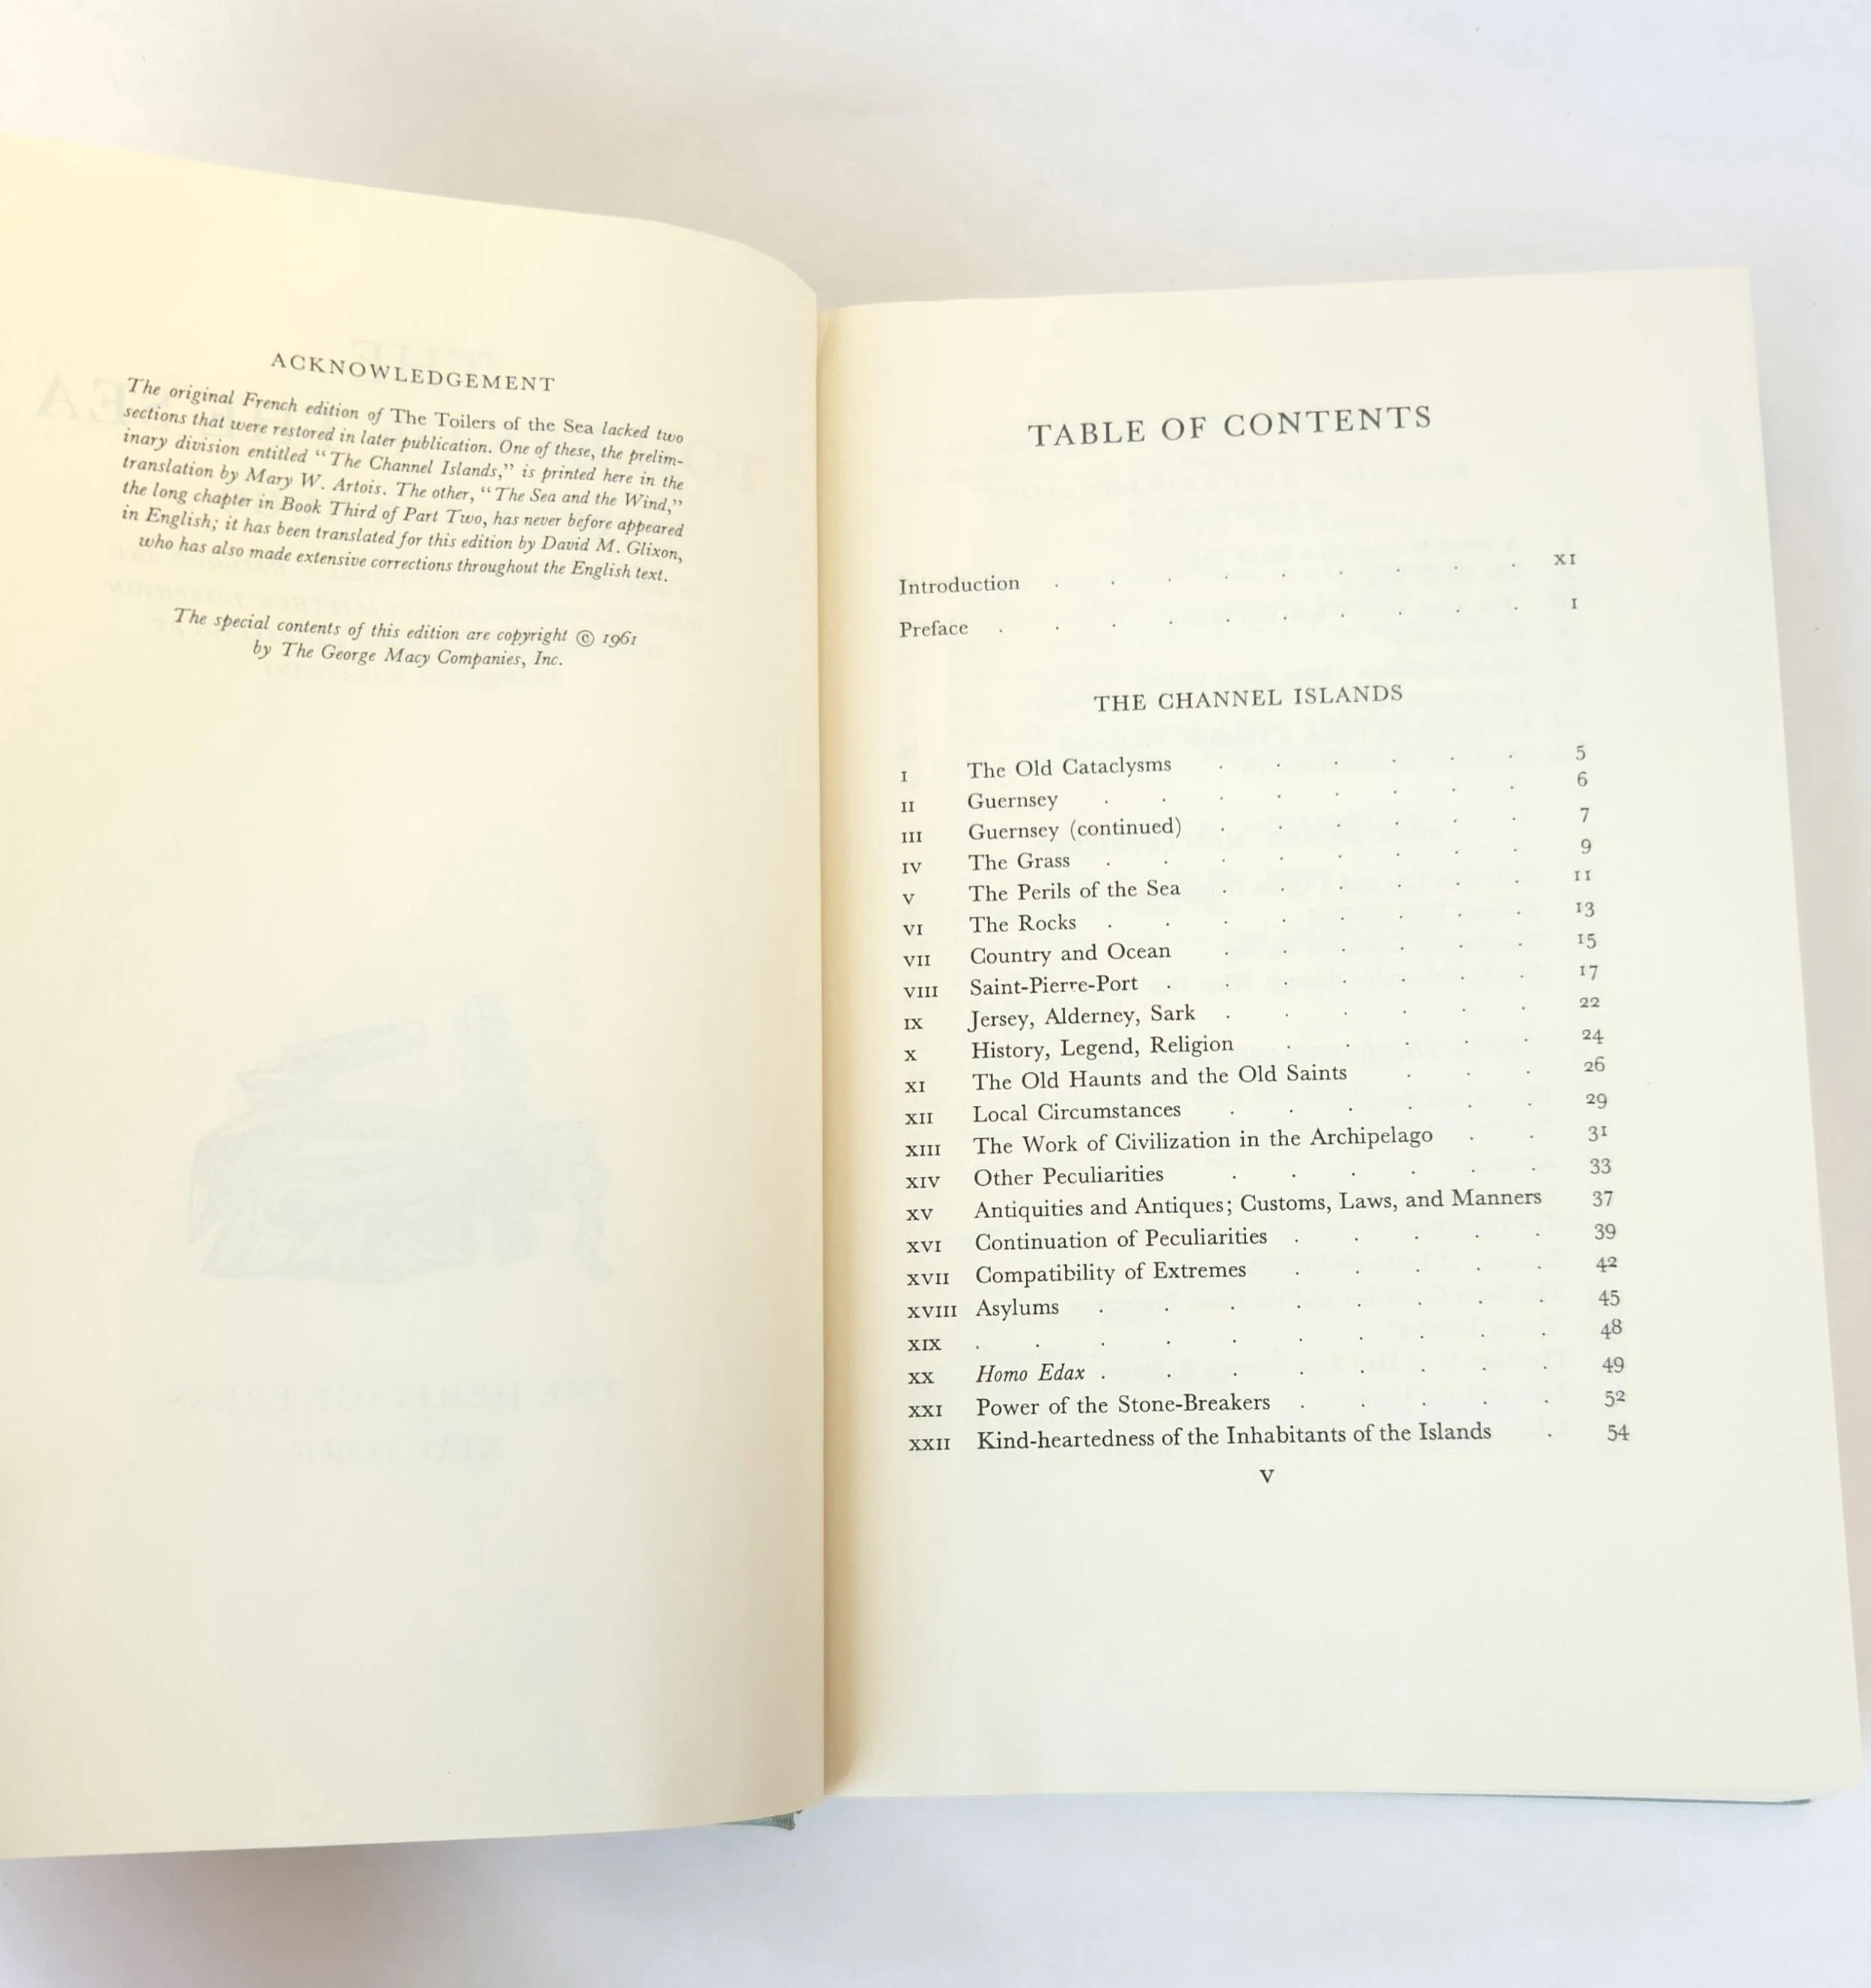 ACKNOWLEDGEMENT
The original French edition of The Toilers of the Sea lacked two
sections that were restored in later publication. One of these, the prelim-
inary division entitled “The Channel Islands,” is printed here in the
translation by Mary W. Artois. The other, “The Sea and the Wind,”
the long chapter in Book Third of Part Two, has never before appeared
in English; it has been translated for this edition by David M. Glixon,
who has also made extensive corrections throughout the English text.
The special contents of this edition are copyright © 1961
by The George Macy Companies, Inc.
TABLE OF CONTENTS
Introduction . . . . . . . . . XI
Preface . . . . . . . . . . I
THE CHANNEL ISLANDS
I The Old Cataclysms . . . . . . 5
II Guernsey . . . . . . . . 6
III Guernsey (continued) . . . . . . 7
IV The Grass . . . . . . . . 9
V The Perils of the Sea . . . . . . 11
VI The Rocks . . . . . . . . 13
VII Country and Ocean . . . . . . 15
VIII Saint-Pierre-Port . . . . . . . 17
IX Jersey, Alderney, Sark . . . . . . 22
X History, Legend, Religion . . . . . 24
XI The Old Haunts and the Old Saints . . . 26
XII Local Circumstances . . . . . . 29
XIII The Work of Civilization in the Archipelago . . 31
XIV Other Peculiarities . . . . . . 33
XV Antiquities and Antiques; Customs, Laws, and Manners 37
XVI Continuation of Peculiarities . . . . . 39
XVII Compatibility of Extremes . . . . . 42
XVIII Asylums . . . . . . . . 45
XIX . . . . . . . . . . 48
XX Homo Edax . . . . . . . . 49
XXI Power of the Stone-Breakers . . . . . 52
XXII Kind-heartedness of the Inhabitants of the Islands . 54
V